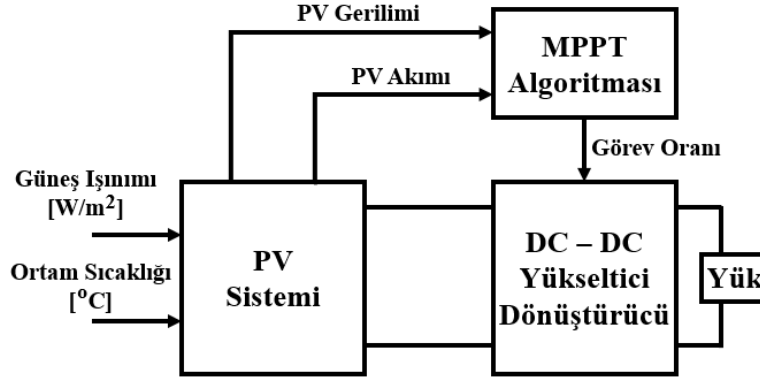 PV Gerilimi
MPPT
Algoritması
PV Akımı
Görev Oranı
Güneş Işınımı
[W/m²]
Ortam Sıcaklığı
[°C]
PV
Sistemi
DC – DC
Yükseltici
Dönüştürücü
Yük